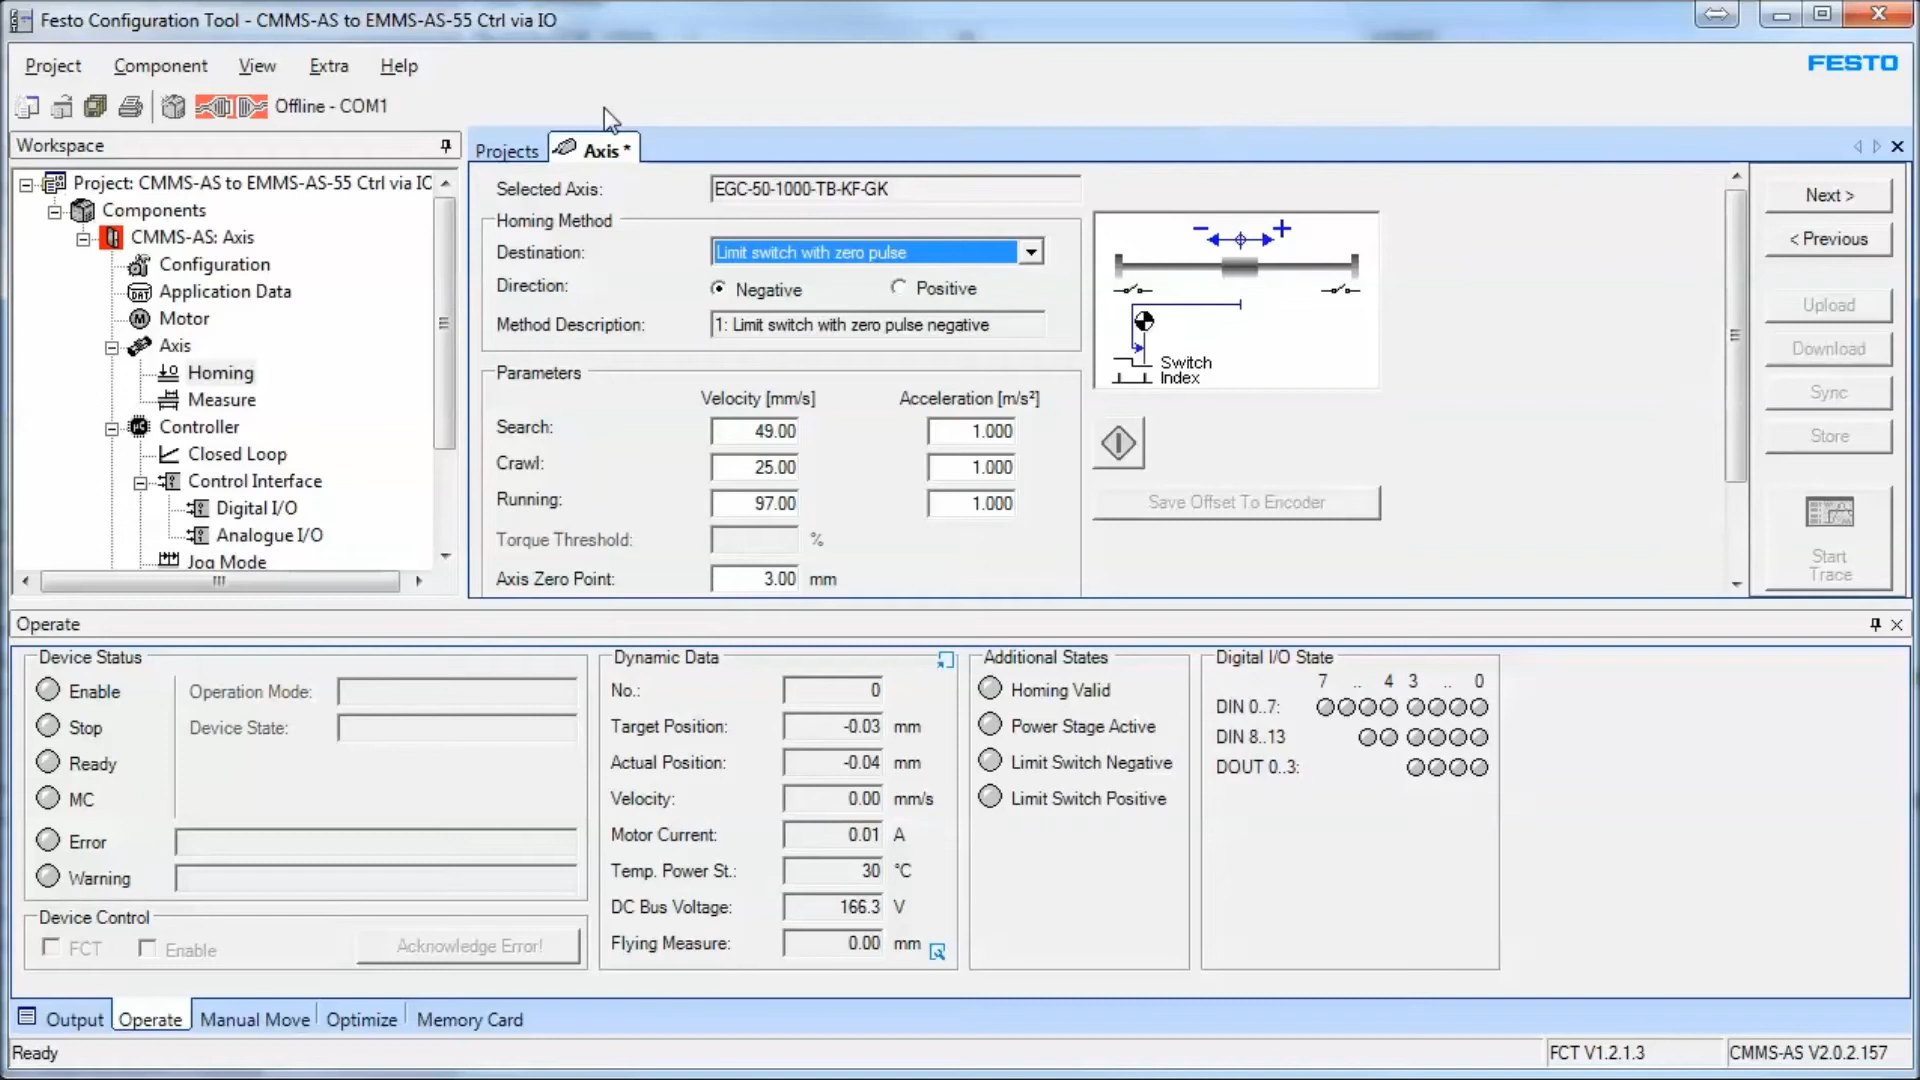 Festo Configuration Tool - CMMS-AS to EMMS-AS-55 Ctrl via IO
Project Component View Extra Help
FESTO
Offline - COM1
Workspace
Project: CMMS-AS to EMMS-AS-55 Ctrl via IO
Components
CMMS-AS: Axis
Configuration
DAT Application Data
M Motor
Axis
Homing
Measure
Controller
Closed Loop
Control Interface
Digital I/O
Analogue I/O
Jog Mode
Projects Axis *
Selected Axis: EGC-50-1000-TB-KF-GK
Homing Method
Destination: Limit switch with zero pulse
Direction: Negative Positive
Method Description: 1: Limit switch with zero pulse negative
Parameters
Velocity [mm/s] Acceleration [m/s²]
Search: 49.00 1.000
Crawl: 25.00 1.000
Running: 97.00 1.000
Torque Threshold: %
Axis Zero Point: 3.00 mm
− +
Switch
Index
Save Offset To Encoder
Next >
< Previous
Upload
Download
Sync
Store
Start
Trace
Operate
Device Status
Enable
Stop
Ready
MC
Error
Warning
Operation Mode:
Device State:
Device Control
FCT Enable Acknowledge Error!
Dynamic Data
No.: 0
Target Position: -0.03 mm
Actual Position: -0.04 mm
Velocity: 0.00 mm/s
Motor Current: 0.01 A
Temp. Power St.: 30 °C
DC Bus Voltage: 166.3 V
Flying Measure: 0.00 mm
Additional States
Homing Valid
Power Stage Active
Limit Switch Negative
Limit Switch Positive
Digital I/O State
7 .. 4 3 .. 0
DIN 0..7:
DIN 8..13
DOUT 0..3:
Output Operate Manual Move Optimize Memory Card
Ready FCT V1.2.1.3 CMMS-AS V2.0.2.157